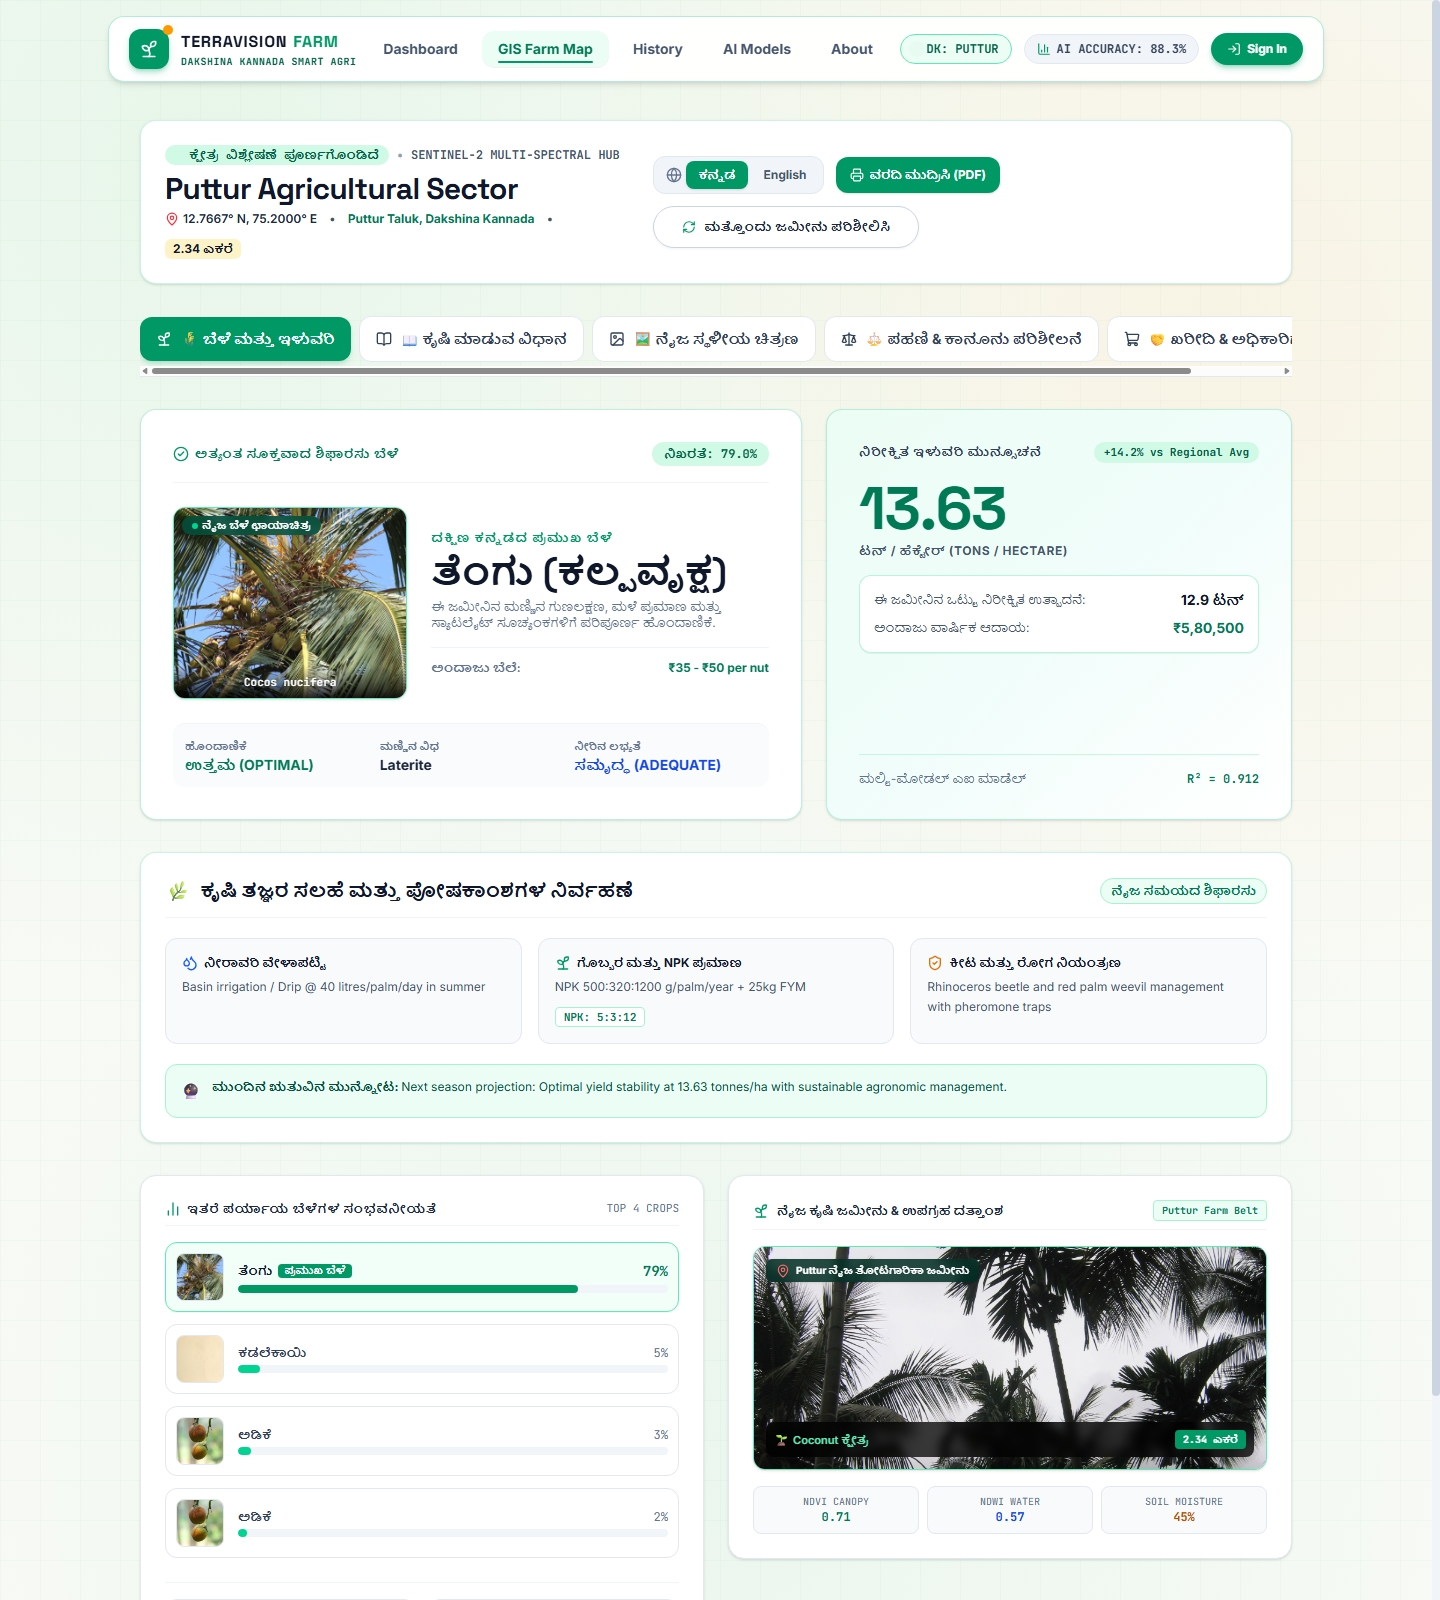 TERRAVISION FARM
DAKSHINA KANNADA SMART AGRI
Dashboard
GIS Farm Map
History
AI Models
About
DK: PUTTUR
AI ACCURACY: 88.3%
Sign In
ಕ್ಷೇತ್ರ ವಿಶ್ಲೇಷಣೆ ಪೂರ್ಣಗೊಂಡಿದೆ • SENTINEL-2 MULTI-SPECTRAL HUB
Puttur Agricultural Sector
12.7667° N, 75.2000° E • Puttur Taluk, Dakshina Kannada •
2.34 ಎಕರೆ
ಕನ್ನಡ
English
ವರದಿ ಮುದ್ರಿಸಿ (PDF)
ಮತ್ತೊಂದು ಜಮೀನು ಪರಿಶೀಲಿಸಿ
ಬೆಳೆ ಮತ್ತು ಇಳುವರಿ
ಕೃಷಿ ಮಾಡುವ ವಿಧಾನ
ನೈಜ ಸ್ಥಳೀಯ ಚಿತ್ರಣ
ಪಹಣಿ & ಕಾನೂನು ಪರಿಶೀಲನೆ
ಖರೀದಿ &
ಅತ್ಯಂತ ಸೂಕ್ತವಾದ ಶಿಫಾರಸು ಬೆಳೆ
ನಿಖರತೆ: 79.0%
ನೈಜ ಬೆಳೆ ಛಾಯಾಚಿತ್ರ
Cocos nucifera
ದಕ್ಷಿಣ ಕನ್ನಡದ ಪ್ರಮುಖ ಬೆಳೆ
ತೆಂಗು (ಕಲ್ಪವೃಕ್ಷ)
ಈ ಜಮೀನಿನ ಮಣ್ಣಿನ ಗುಣಲಕ್ಷಣ, ಮಳೆ ಪ್ರಮಾಣ ಮತ್ತು
ಸ್ಯಾಟಲೈಟ್ ಸೂಚ್ಯಂಕಗಳಿಗೆ ಪರಿಪೂರ್ಣ ಹೊಂದಾಣಿಕೆ.
ಅಂದಾಜು ಬೆಲೆ: ₹35 - ₹50 per nut
ಹೊಂದಾಣಿಕೆ
ಉತ್ತಮ (OPTIMAL)
ಮಣ್ಣಿನ ವಿಧ
Laterite
ನೀರಿನ ಲಭ್ಯತೆ
ಸಮೃದ್ಧ (ADEQUATE)
ನಿರೀಕ್ಷಿತ ಇಳುವರಿ ಮುನ್ಸೂಚನೆ
+14.2% vs Regional Avg
13.63
ಟನ್ / ಹೆಕ್ಟೇರ್ (TONS / HECTARE)
ಈ ಜಮೀನಿನ ಒಟ್ಟು ನಿರೀಕ್ಷಿತ ಉತ್ಪಾದನೆ: 12.9 ಟನ್
ಅಂದಾಜು ವಾರ್ಷಿಕ ಆದಾಯ: ₹5,80,500
ಮಲ್ಟಿ-ಮೋಡಲ್ ಎಐ ಮಾಡೆಲ್ R² = 0.912
ಕೃಷಿ ತಜ್ಞರ ಸಲಹೆ ಮತ್ತು ಪೋಷಕಾಂಶಗಳ ನಿರ್ವಹಣೆ
ನೈಜ ಸಮಯದ ಶಿಫಾರಸು
ನೀರಾವರಿ ವೇಳಾಪಟ್ಟಿ
Basin irrigation / Drip @ 40 litres/palm/day in summer
ಗೊಬ್ಬರ ಮತ್ತು NPK ಪ್ರಮಾಣ
NPK 500:320:1200 g/palm/year + 25kg FYM
NPK: 5:3:12
ಕೀಟ ಮತ್ತು ರೋಗ ನಿಯಂತ್ರಣ
Rhinoceros beetle and red palm weevil management
with pheromone traps
ಮುಂದಿನ ಋತುವಿನ ಮುನ್ನೋಟ: Next season projection: Optimal yield stability at 13.63 tonnes/ha with sustainable agronomic management.
ಇತರೆ ಪರ್ಯಾಯ ಬೆಳೆಗಳ ಸಂಭವನೀಯತೆ
TOP 4 CROPS
ತೆಂಗು ಪ್ರಮುಖ ಬೆಳೆ 79%
ಕಡಲೆಕಾಯಿ 5%
ಅಡಿಕೆ 3%
ಅಡಿಕೆ 2%
ನೈಜ ಕೃಷಿ ಜಮೀನು & ಉಪಗ್ರಹ ದತ್ತಾಂಶ
Puttur Farm Belt
Puttur ನೈಜ ತೋಟಗಾರಿಕಾ ಜಮೀನು
Coconut ಕ್ಷೇತ್ರ
2.34 ಎಕರೆ
NDVI CANOPY
0.71
NDWI WATER
0.57
SOIL MOISTURE
45%